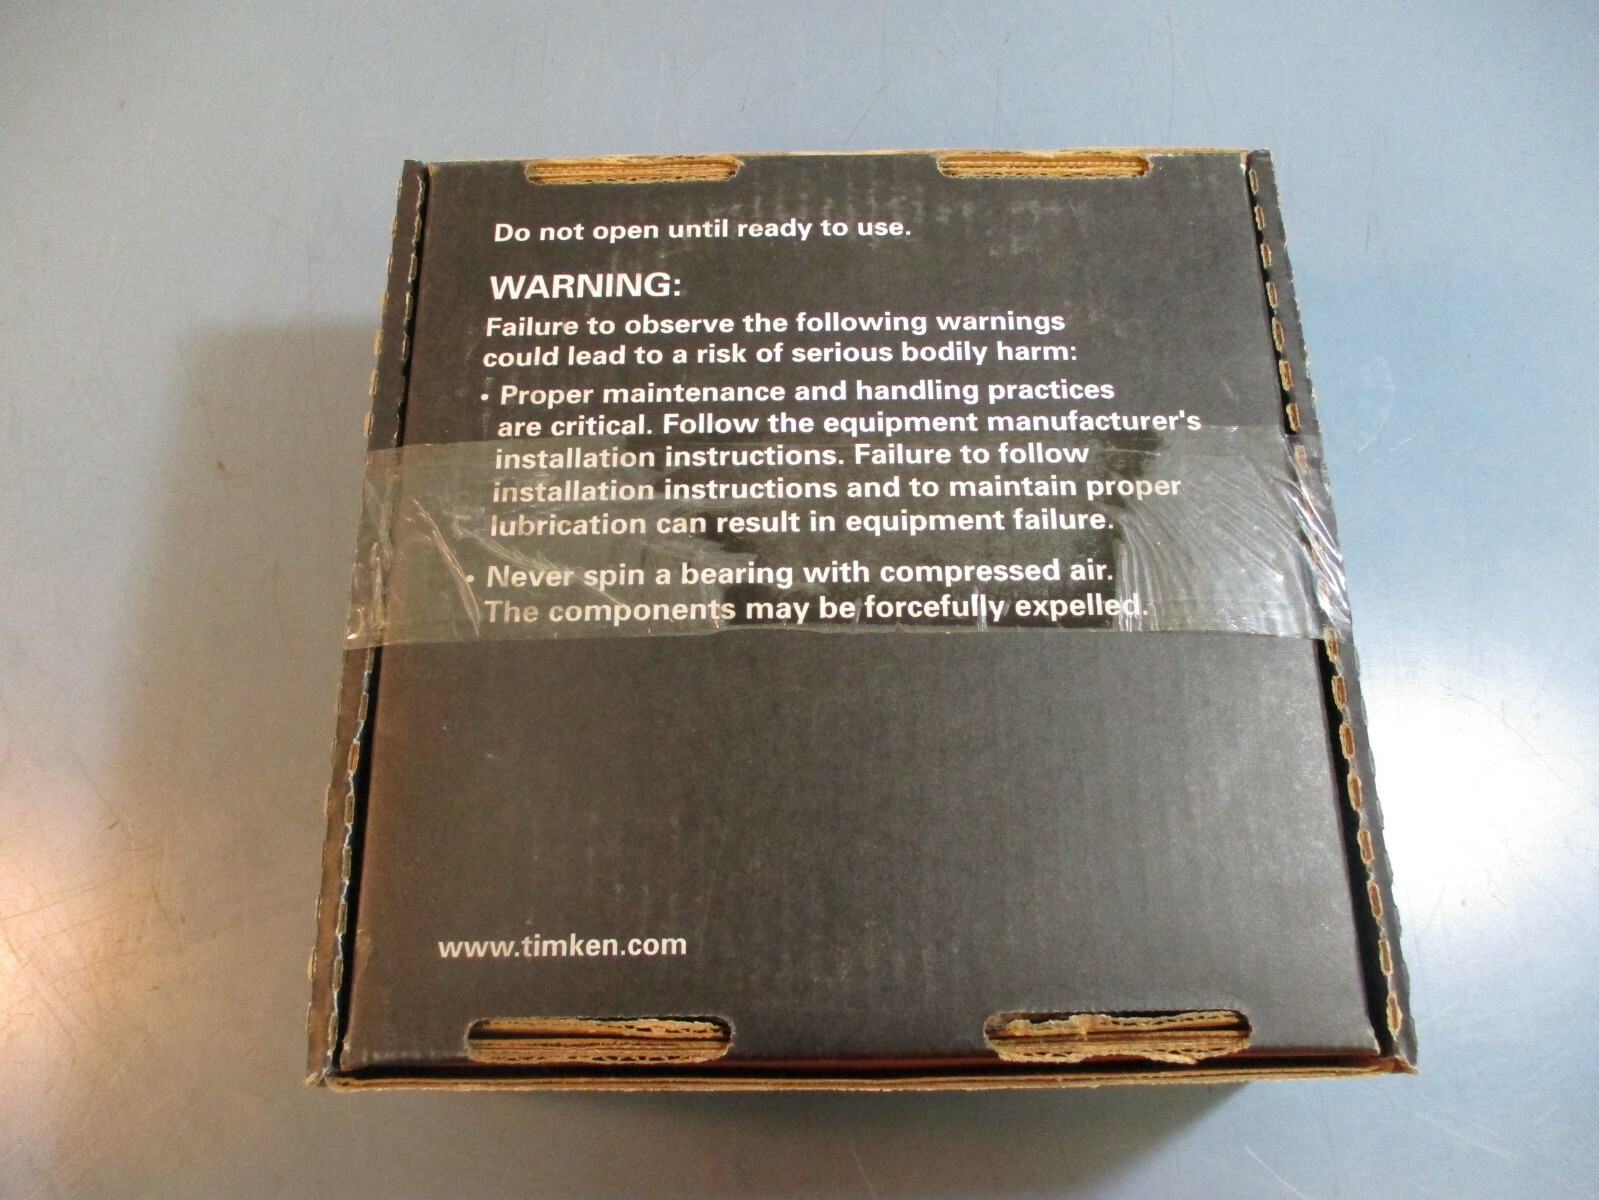 Do not open until ready to use.
WARNING:
Failure to observe the following warnings
could lead to a risk of serious bodily harm:
• Proper maintenance and handling practices
are critical. Follow the equipment manufacturer's
installation instructions. Failure to follow
installation instructions and to maintain proper
lubrication can result in equipment failure.
• Never spin a bearing with compressed air.
The components may be forcefully expelled.
www.timken.com